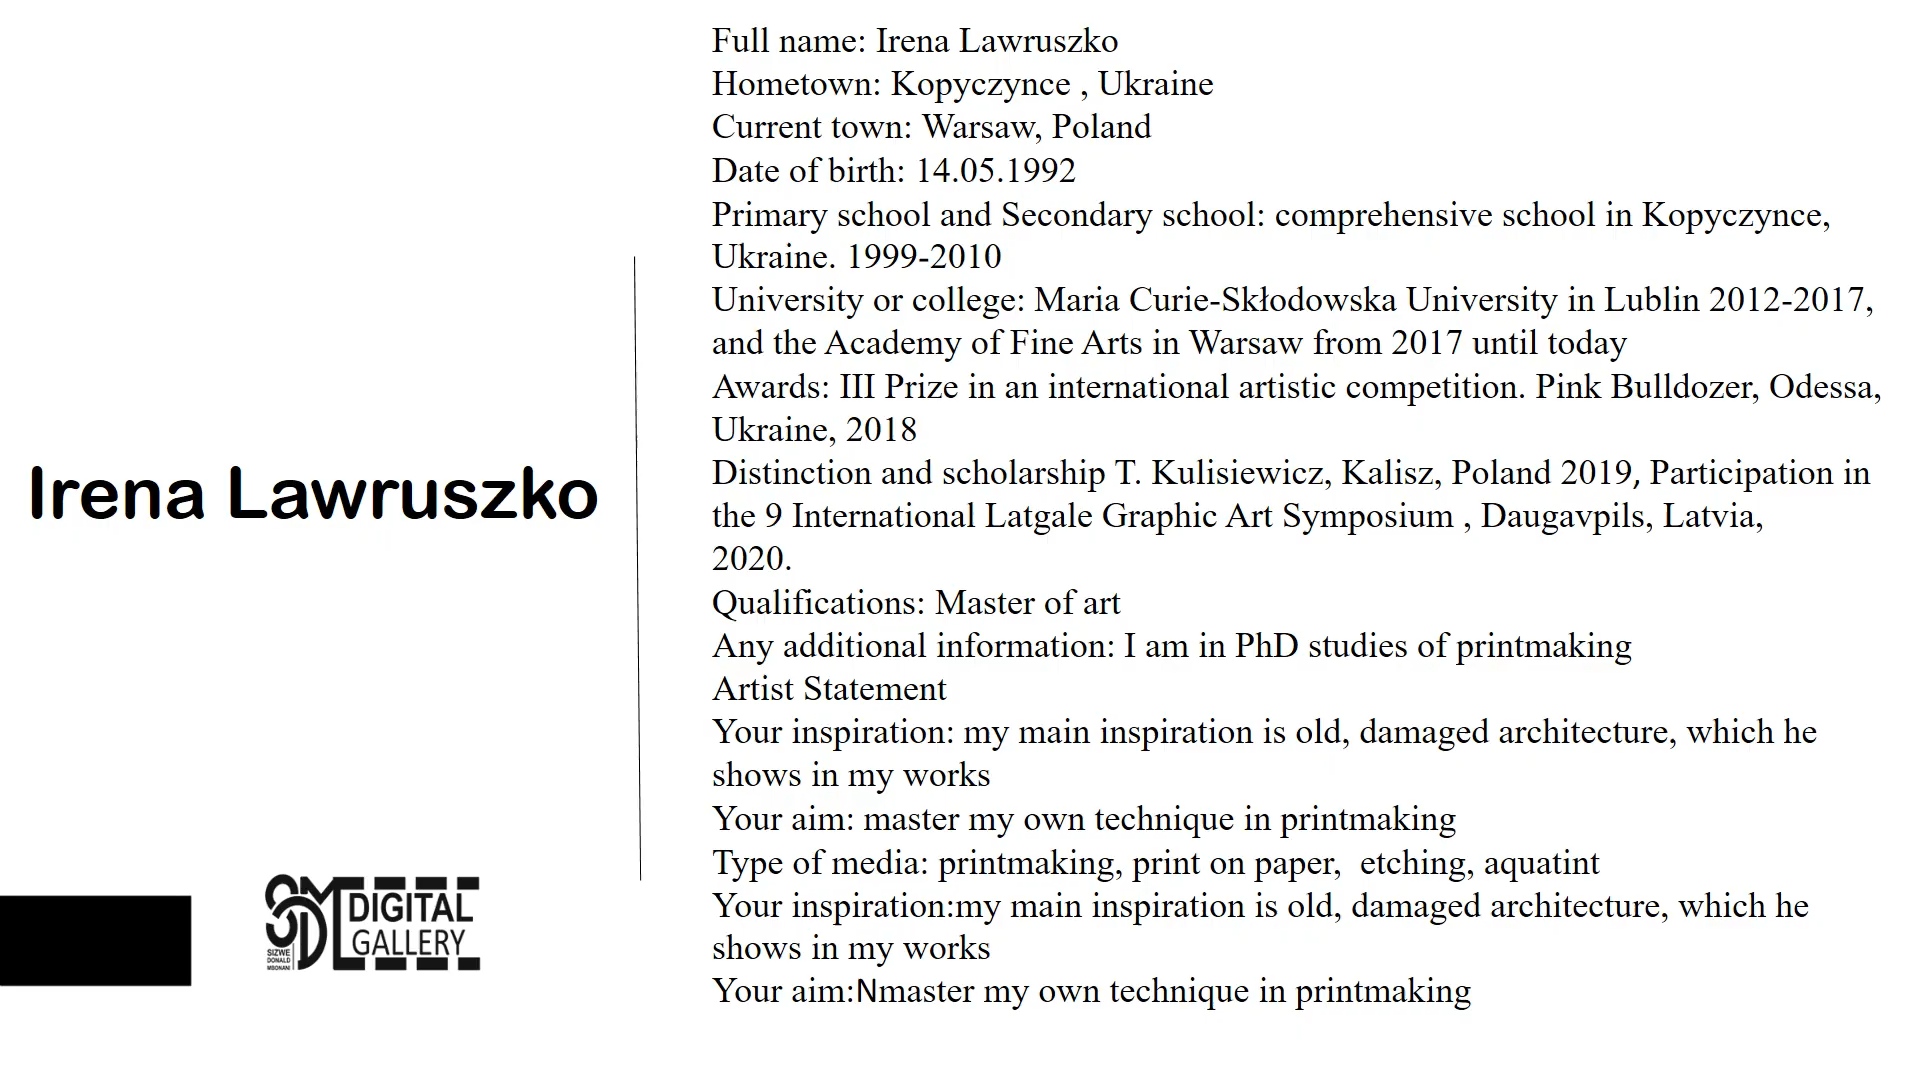 Irena Lawruszko
SDM DIGITAL
GALLERY
SIZWE
DONALD
MBONANI
Full name: Irena Lawruszko
Hometown: Kopyczynce , Ukraine
Current town: Warsaw, Poland
Date of birth: 14.05.1992
Primary school and Secondary school: comprehensive school in Kopyczynce,
Ukraine. 1999-2010
University or college: Maria Curie-Skłodowska University in Lublin 2012-2017,
and the Academy of Fine Arts in Warsaw from 2017 until today
Awards: III Prize in an international artistic competition. Pink Bulldozer, Odessa,
Ukraine, 2018
Distinction and scholarship T. Kulisiewicz, Kalisz, Poland 2019, Participation in
the 9 International Latgale Graphic Art Symposium , Daugavpils, Latvia,
2020.
Qualifications: Master of art
Any additional information: I am in PhD studies of printmaking
Artist Statement
Your inspiration: my main inspiration is old, damaged architecture, which he
shows in my works
Your aim: master my own technique in printmaking
Type of media: printmaking, print on paper,  etching, aquatint
Your inspiration:my main inspiration is old, damaged architecture, which he
shows in my works
Your aim:Nmaster my own technique in printmaking